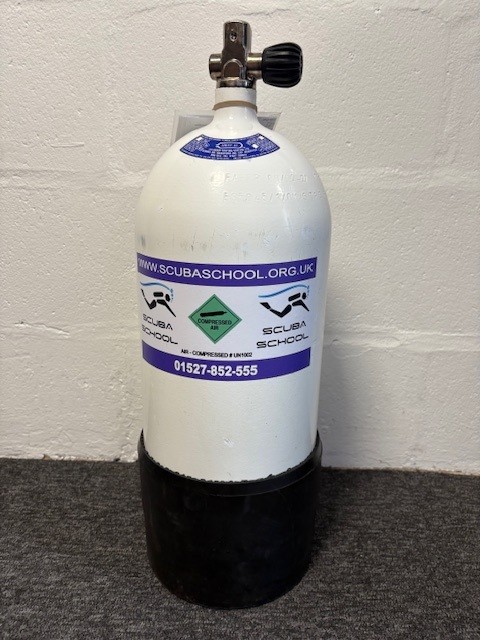 WWW.SCUBASCHOOL.ORG.UK
SCUBA
SCHOOL
COMPRESSED
AIR
SCUBA
SCHOOL
AIR - COMPRESSED # UN1002
01527-852-555